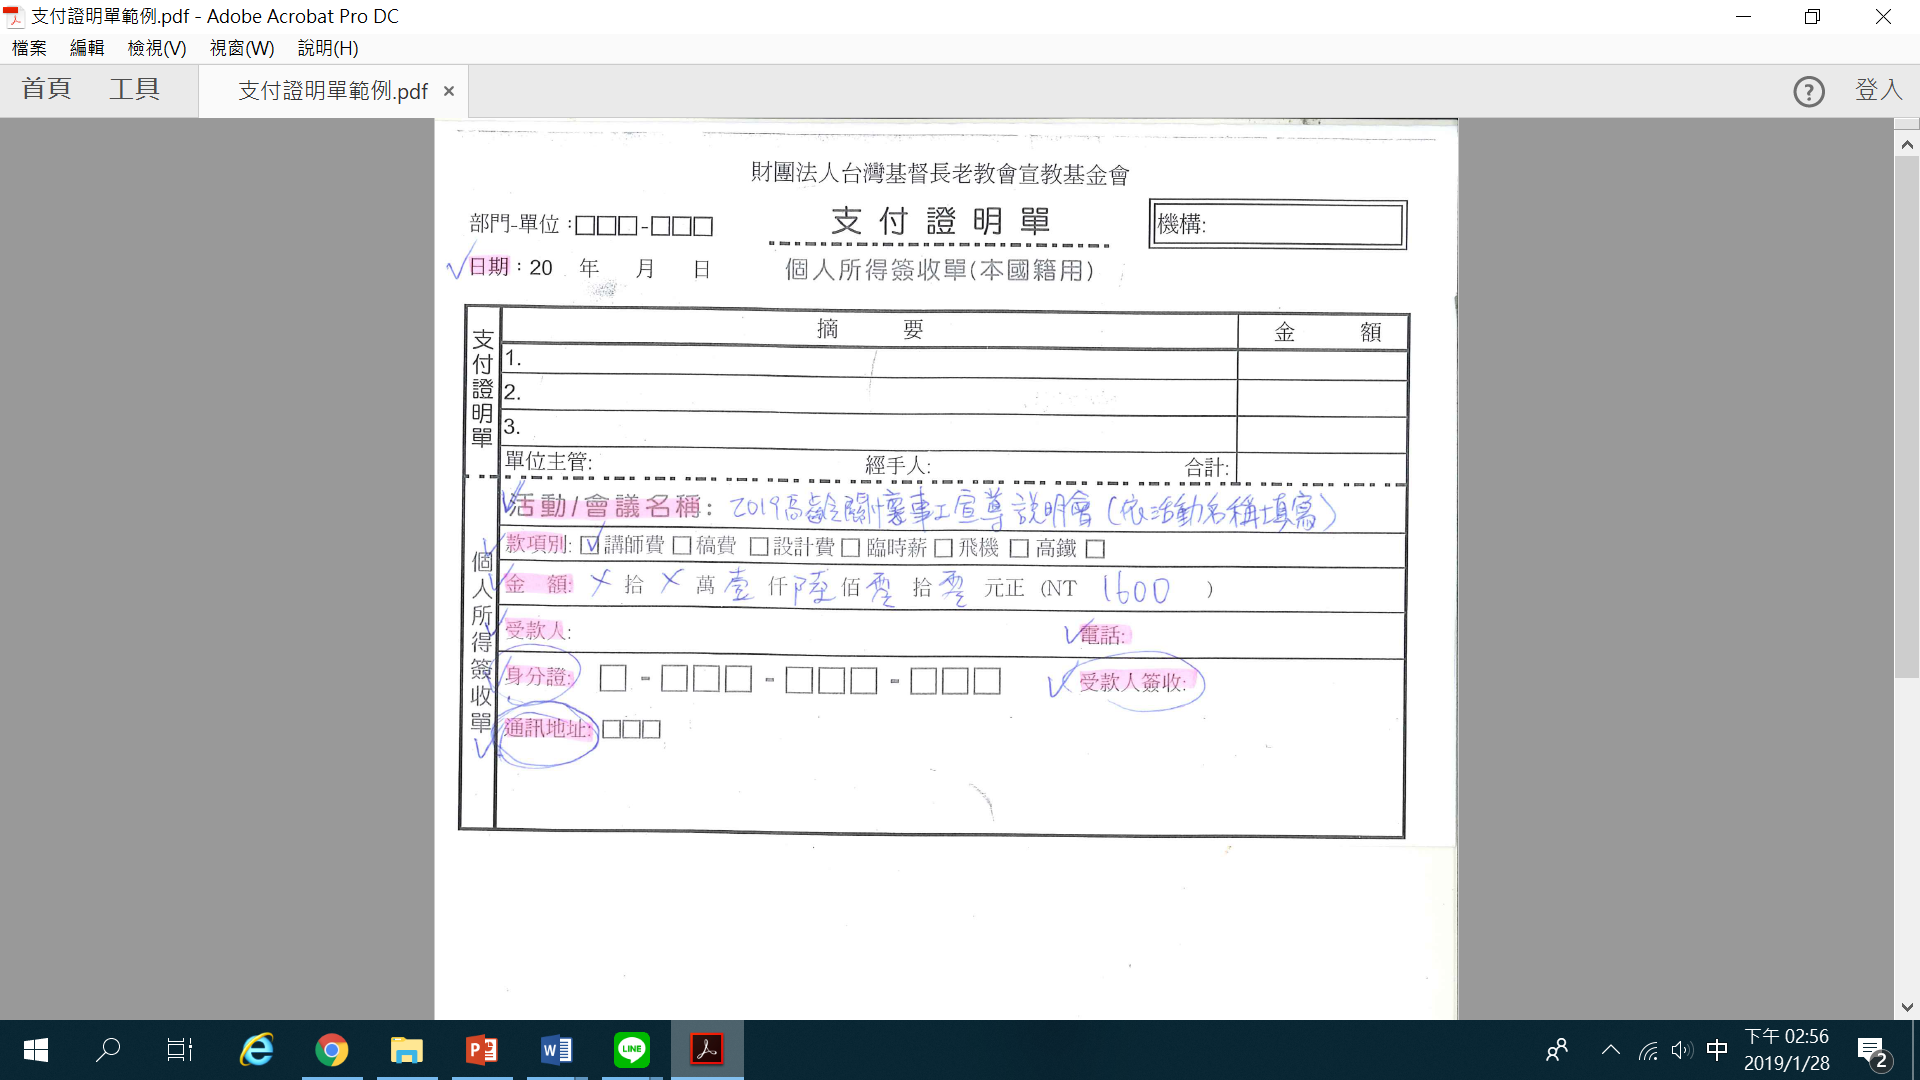 支付證明單範例.pdf - Adobe Acrobat Pro DC
檔案 編輯 檢視(V) 視窗(W) 說明(H)
首頁 工具 支付證明單範例.pdf × ? 登入
財團法人台灣基督長老教會宣教基金會
部門-單位：□□□-□□□ 支付證明單 機構:
日期：20 年 月 日 個人所得簽收單(本國籍用)
支付證明單
摘 要 金 額
1.
2.
3.
單位主管: 經手人: 合計:
個人所得簽收單
活動/會議名稱: 2019高齡關懷事工宣導說明會(依活動名稱填寫)
款項別: ☑講師費 □稿費 □設計費 □臨時薪 □飛機 □高鐵 □
金 額: ✗ 拾 ✗ 萬 壹 仟 陸 佰 零 拾 零 元正 (NT 1600 )
受款人: 電話:
身分證: □-□□□-□□□-□□□ 受款人簽收:
通訊地址: □□□
LINE
中 下午 02:56
2019/1/28
2